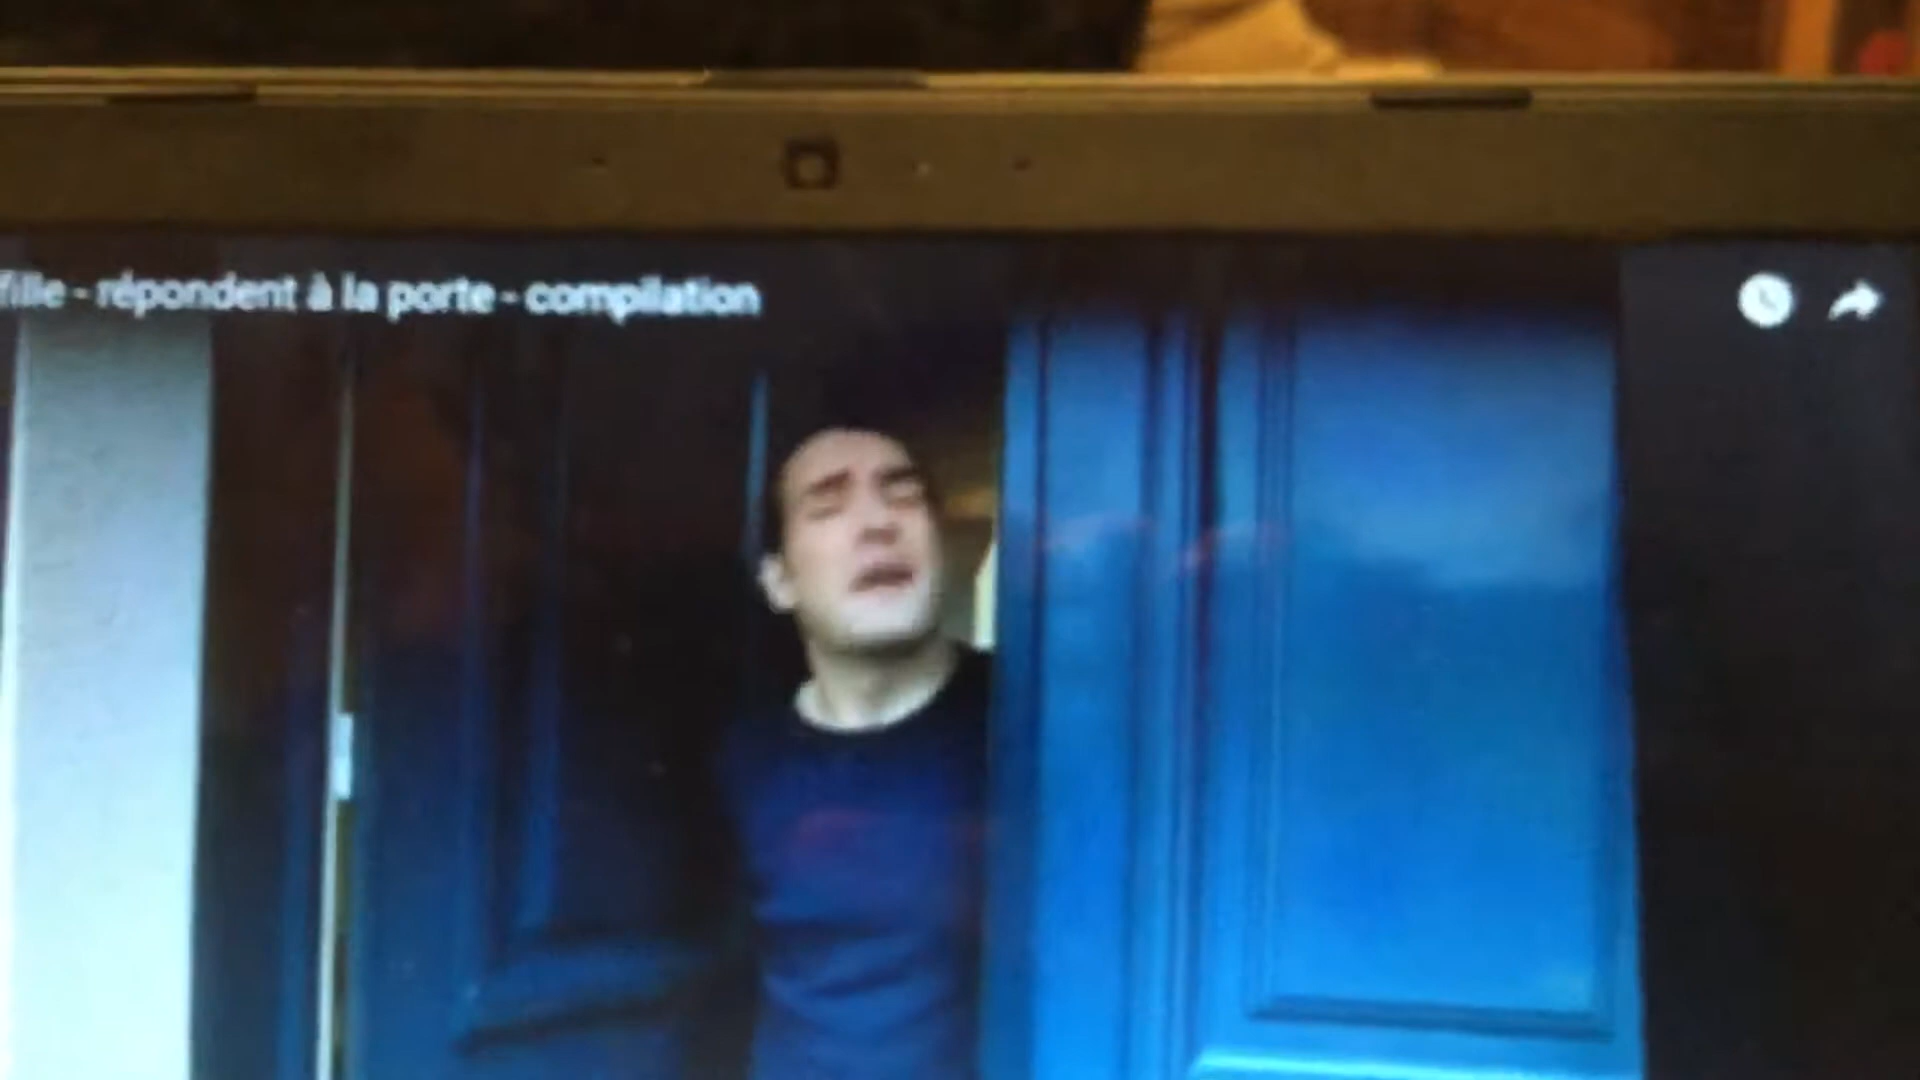 fille - répondent à la porte - compilation